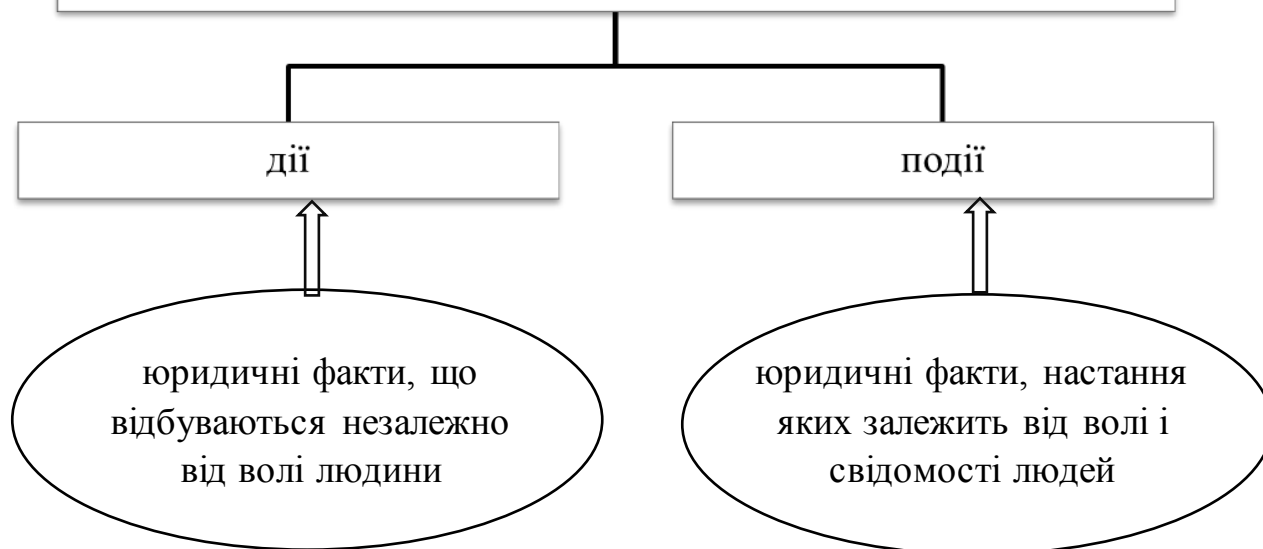 дії
події
юридичні факти, що
відбуваються незалежно
від волі людини
юридичні факти, настання
яких залежить від волі і
свідомості людей